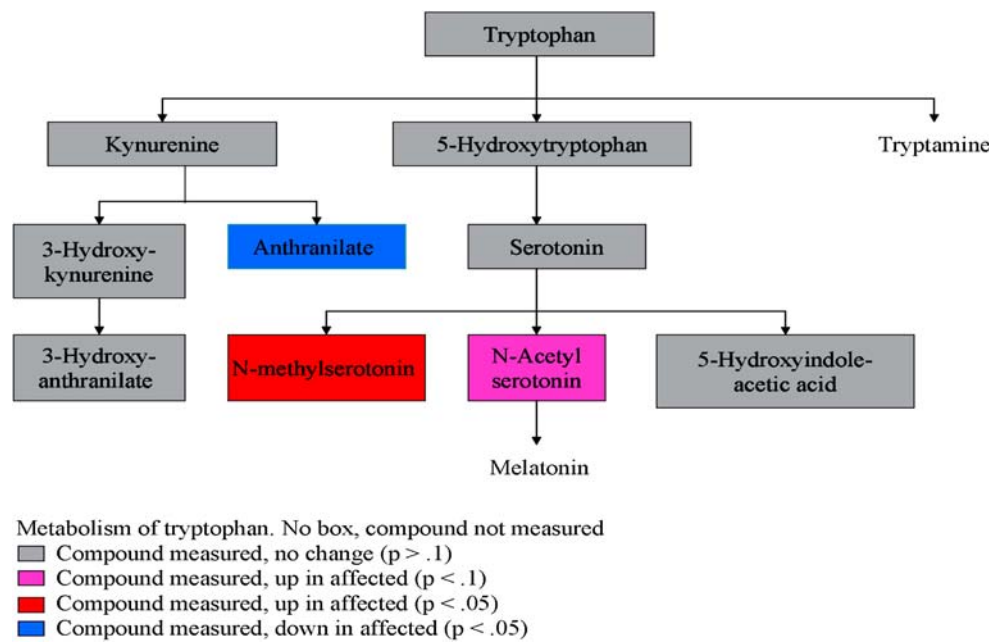 Tryptophan
Kynurenine
5-Hydroxytryptophan
Tryptamine
3-Hydroxy-
kynurenine
Anthranilate
Serotonin
3-Hydroxy-
anthranilate
N-methylserotonin
N-Acetyl
serotonin
5-Hydroxyindole-
acetic acid
Melatonin
Metabolism of tryptophan. No box, compound not measured
Compound measured, no change (p > .1)
Compound measured, up in affected (p < .1)
Compound measured, up in affected (p < .05)
Compound measured, down in affected (p < .05)